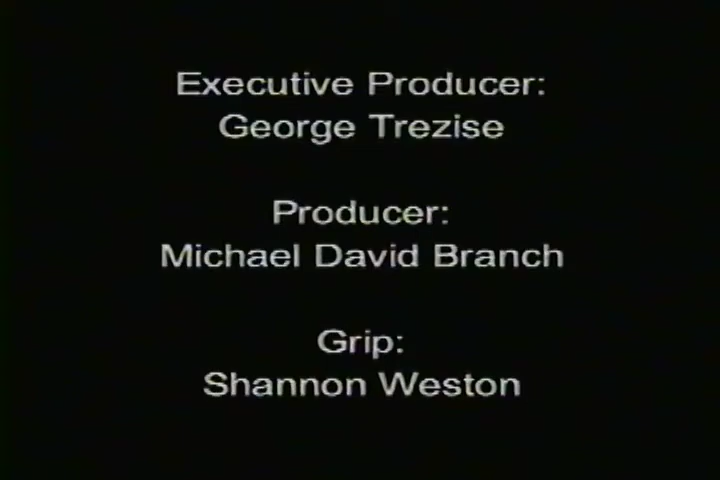 Executive Producer:
George Trezise
Producer:
Michael David Branch
Grip:
Shannon Weston